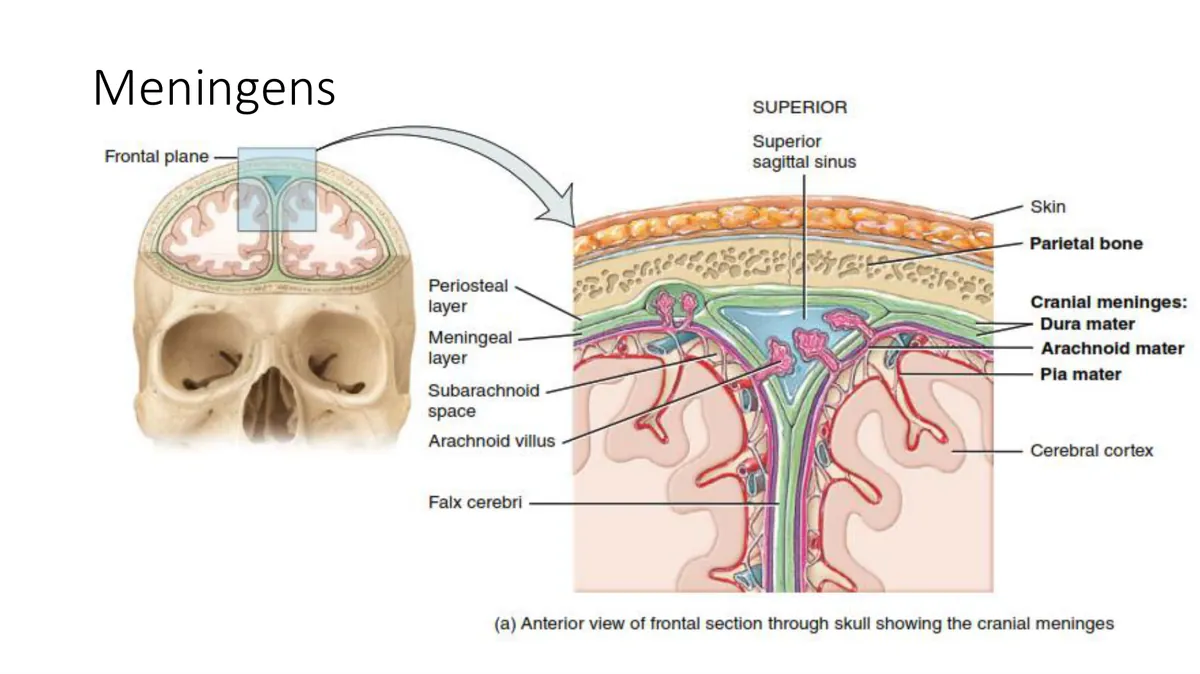 Meningens
Frontal plane
SUPERIOR
Superior
sagittal sinus
Skin
Parietal bone
Cranial meninges:
Dura mater
Arachnoid mater
Pia mater
Cerebral cortex
Periosteal
layer
Meningeal
layer
Subarachnoid
space
Arachnoid villus
Falx cerebri
(a) Anterior view of frontal section through skull showing the cranial meninges